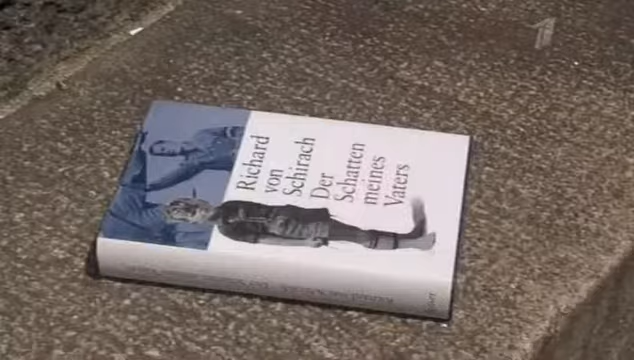 Richard
von
Schirach
Der
Schatten
meines
Vaters